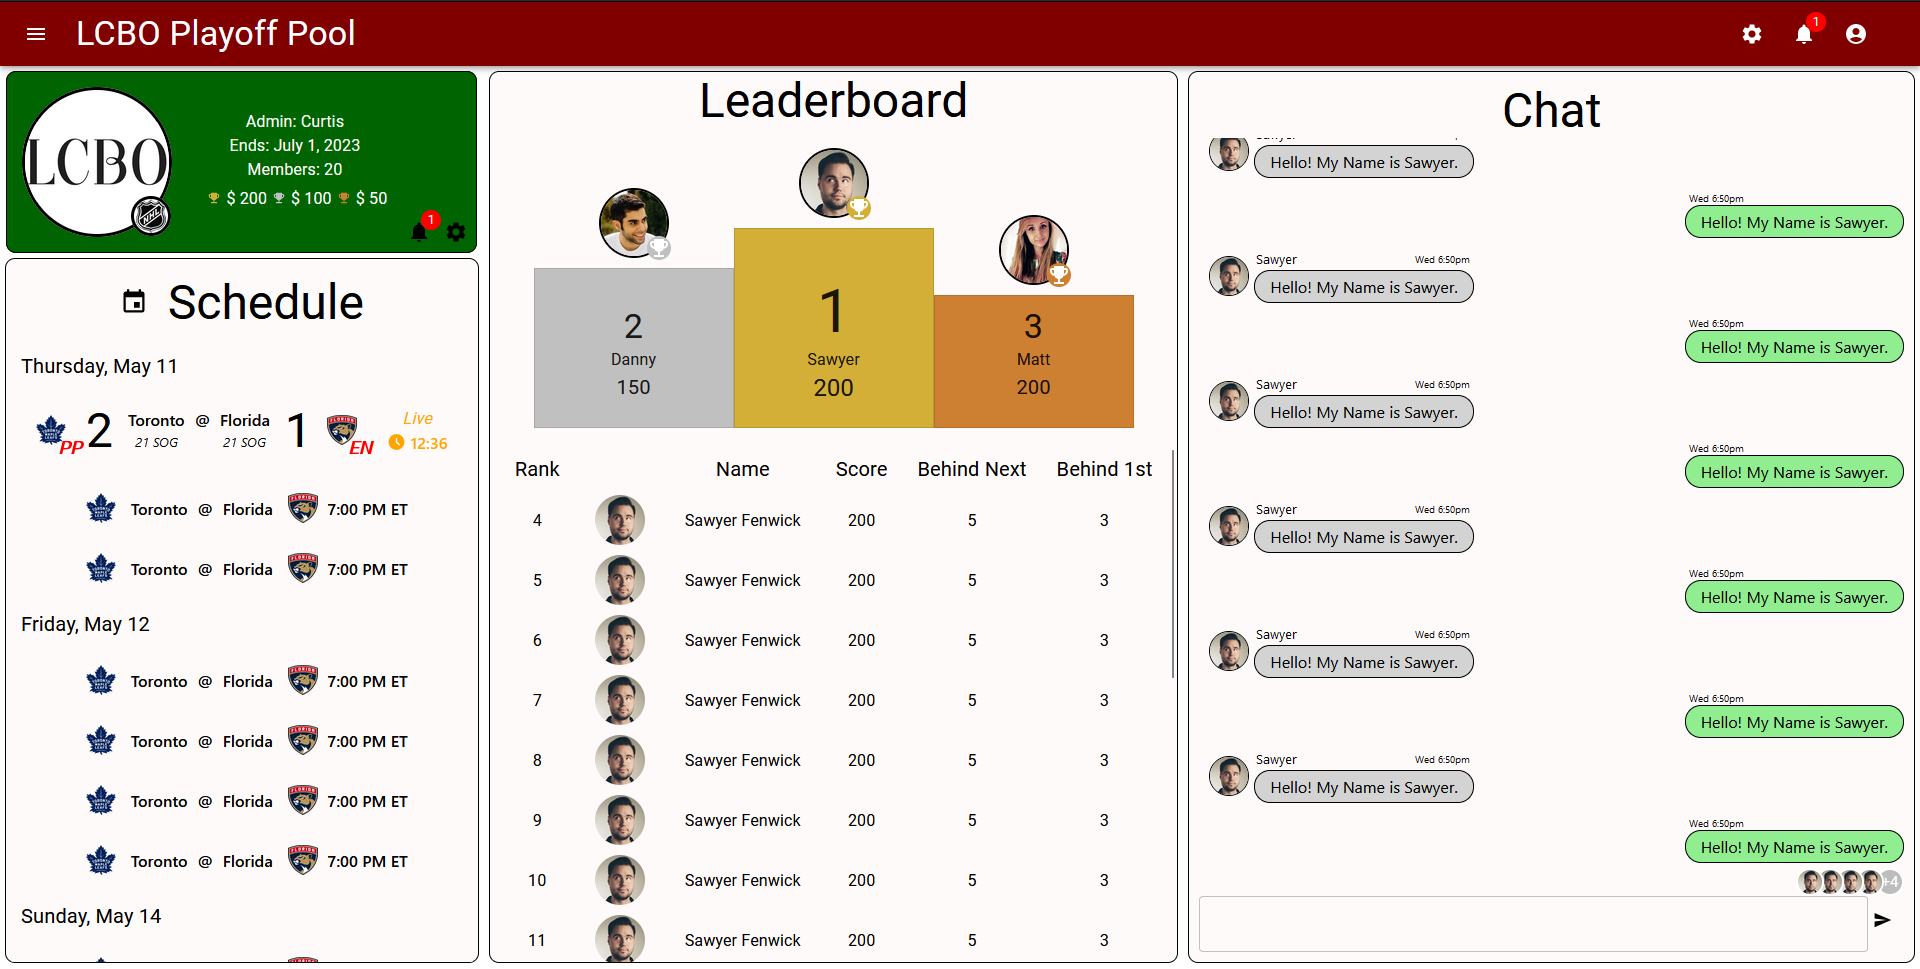 LCBO Playoff Pool
1
LCBO
NHL
Admin: Curtis
Ends: July 1, 2023
Members: 20
$ 200 $ 100 $ 50
1
Schedule
Thursday, May 11
PP 2 Toronto @ Florida 1 EN Live
21 SOG 21 SOG 12:36
Toronto @ Florida 7:00 PM ET
Toronto @ Florida 7:00 PM ET
Friday, May 12
Toronto @ Florida 7:00 PM ET
Toronto @ Florida 7:00 PM ET
Toronto @ Florida 7:00 PM ET
Toronto @ Florida 7:00 PM ET
Sunday, May 14
Leaderboard
2
Danny
150
1
Sawyer
200
3
Matt
200
Rank Name Score Behind Next Behind 1st
4 Sawyer Fenwick 200 5 3
5 Sawyer Fenwick 200 5 3
6 Sawyer Fenwick 200 5 3
7 Sawyer Fenwick 200 5 3
8 Sawyer Fenwick 200 5 3
9 Sawyer Fenwick 200 5 3
10 Sawyer Fenwick 200 5 3
11 Sawyer Fenwick 200 5 3
Chat
Hello! My Name is Sawyer.
Wed 6:50pm
Hello! My Name is Sawyer.
Sawyer Wed 6:50pm
Hello! My Name is Sawyer.
Wed 6:50pm
Hello! My Name is Sawyer.
Sawyer Wed 6:50pm
Hello! My Name is Sawyer.
Wed 6:50pm
Hello! My Name is Sawyer.
Sawyer Wed 6:50pm
Hello! My Name is Sawyer.
Wed 6:50pm
Hello! My Name is Sawyer.
Sawyer Wed 6:50pm
Hello! My Name is Sawyer.
Wed 6:50pm
Hello! My Name is Sawyer.
Sawyer Wed 6:50pm
Hello! My Name is Sawyer.
Wed 6:50pm
Hello! My Name is Sawyer.
+4